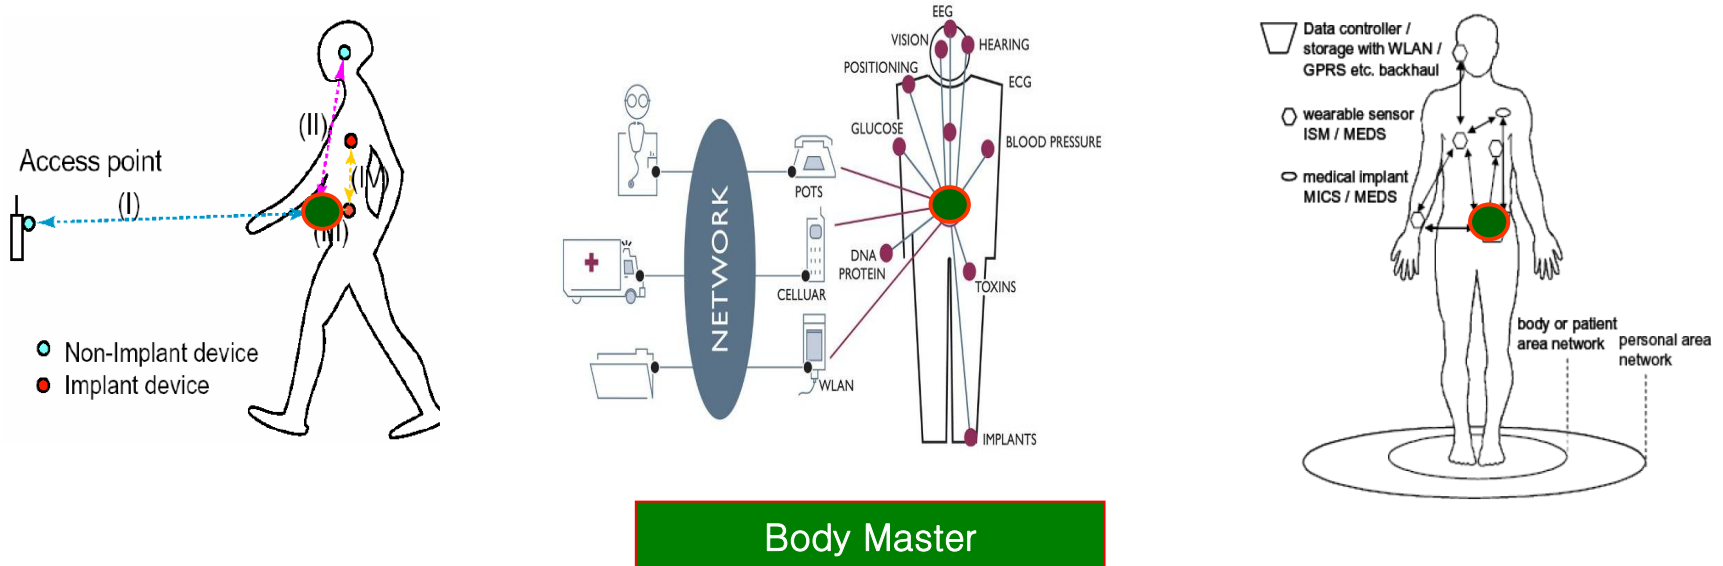 Access point
(I)
(II)
(IV)
(III)
Non-Implant device
Implant device
EEG
VISION
HEARING
POSITIONING
ECG
GLUCOSE
BLOOD PRESSURE
POTS
NETWORK
DNA
PROTEIN
CELLUAR
TOXINS
WLAN
IMPLANTS
Data controller /
storage with WLAN /
GPRS etc. backhaul
wearable sensor
ISM / MEDS
medical implant
MICS / MEDS
body or patient
area network
personal area
network
Body Master